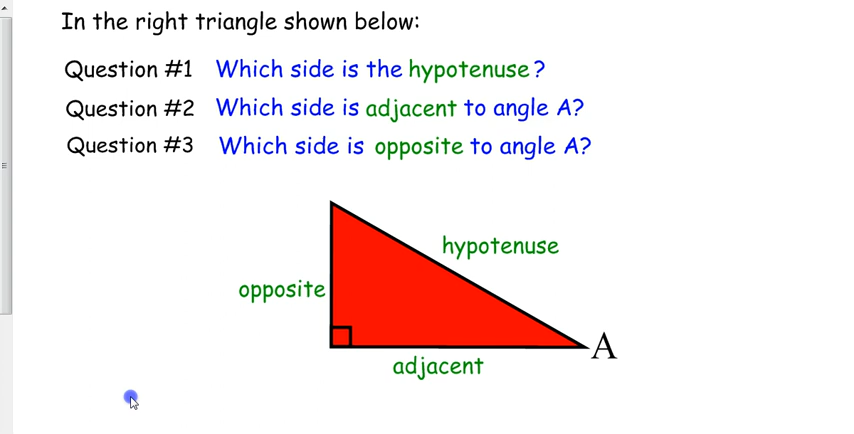 In the right triangle shown below:
Question #1 Which side is the hypotenuse?
Question #2 Which side is adjacent to angle A?
Question #3 Which side is opposite to angle A?
hypotenuse
opposite
A
adjacent